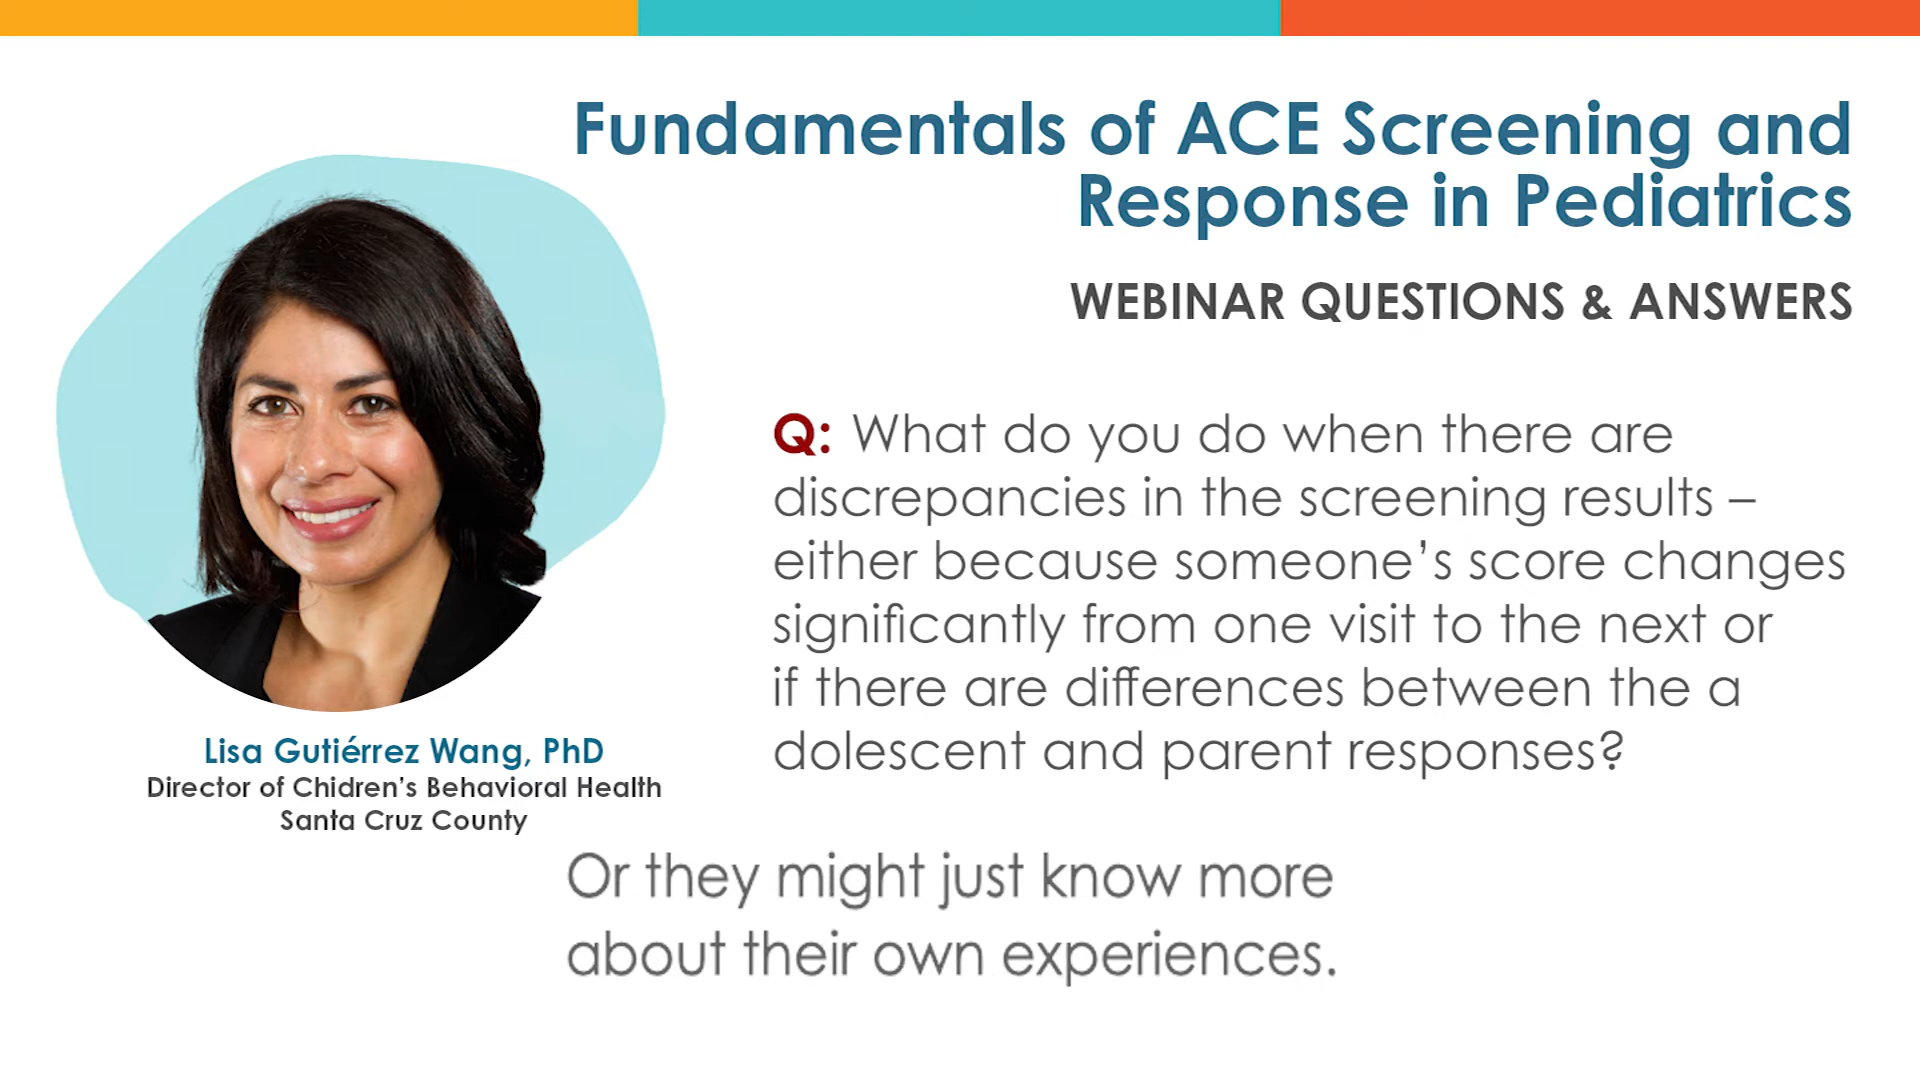 Fundamentals of ACE Screening and
Response in Pediatrics
WEBINAR QUESTIONS & ANSWERS
Q: What do you do when there are
discrepancies in the screening results –
either because someone’s score changes
significantly from one visit to the next or
if there are differences between the a
dolescent and parent responses?
Lisa Gutiérrez Wang, PhD
Director of Chidren’s Behavioral Health
Santa Cruz County
Or they might just know more
about their own experiences.